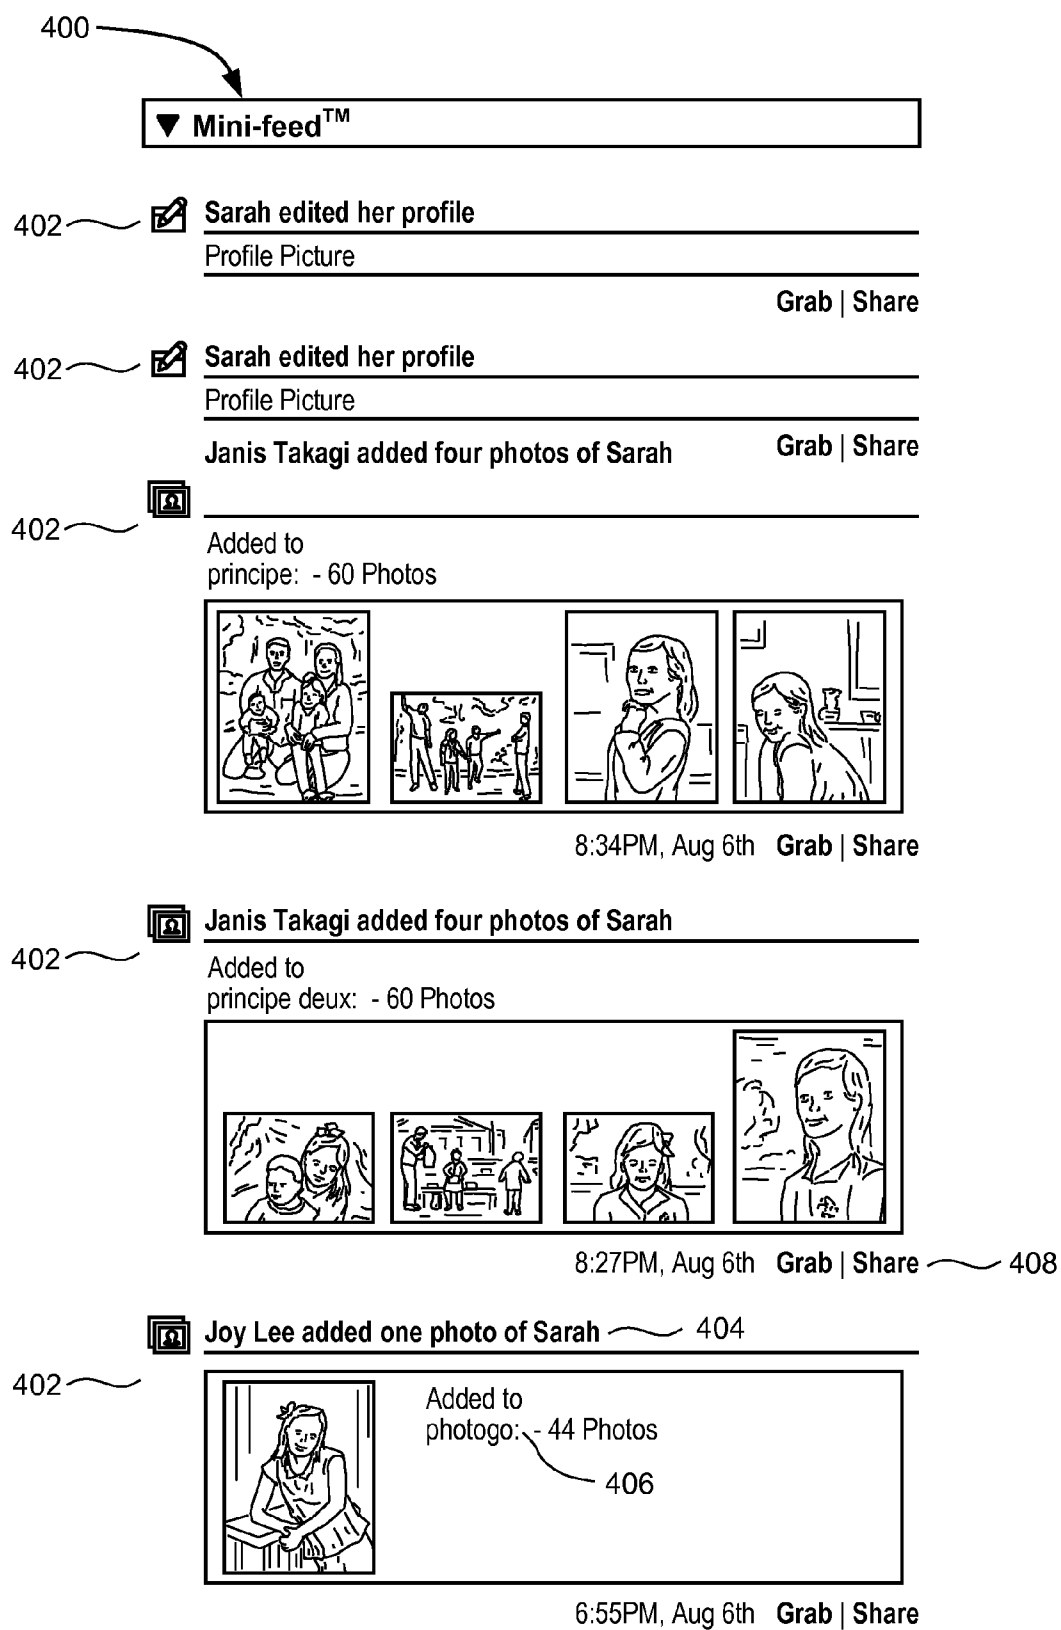 400
▼ Mini-feed™
402
Sarah edited her profile
Profile Picture
Grab | Share
402
Sarah edited her profile
Profile Picture
Grab | Share
Janis Takagi added four photos of Sarah
402
Added to
principe: - 60 Photos
8:34PM, Aug 6th Grab | Share
Janis Takagi added four photos of Sarah
402
Added to
principe deux: - 60 Photos
8:27PM, Aug 6th Grab | Share 408
Joy Lee added one photo of Sarah 404
402
Added to
photogo: - 44 Photos
406
6:55PM, Aug 6th Grab | Share